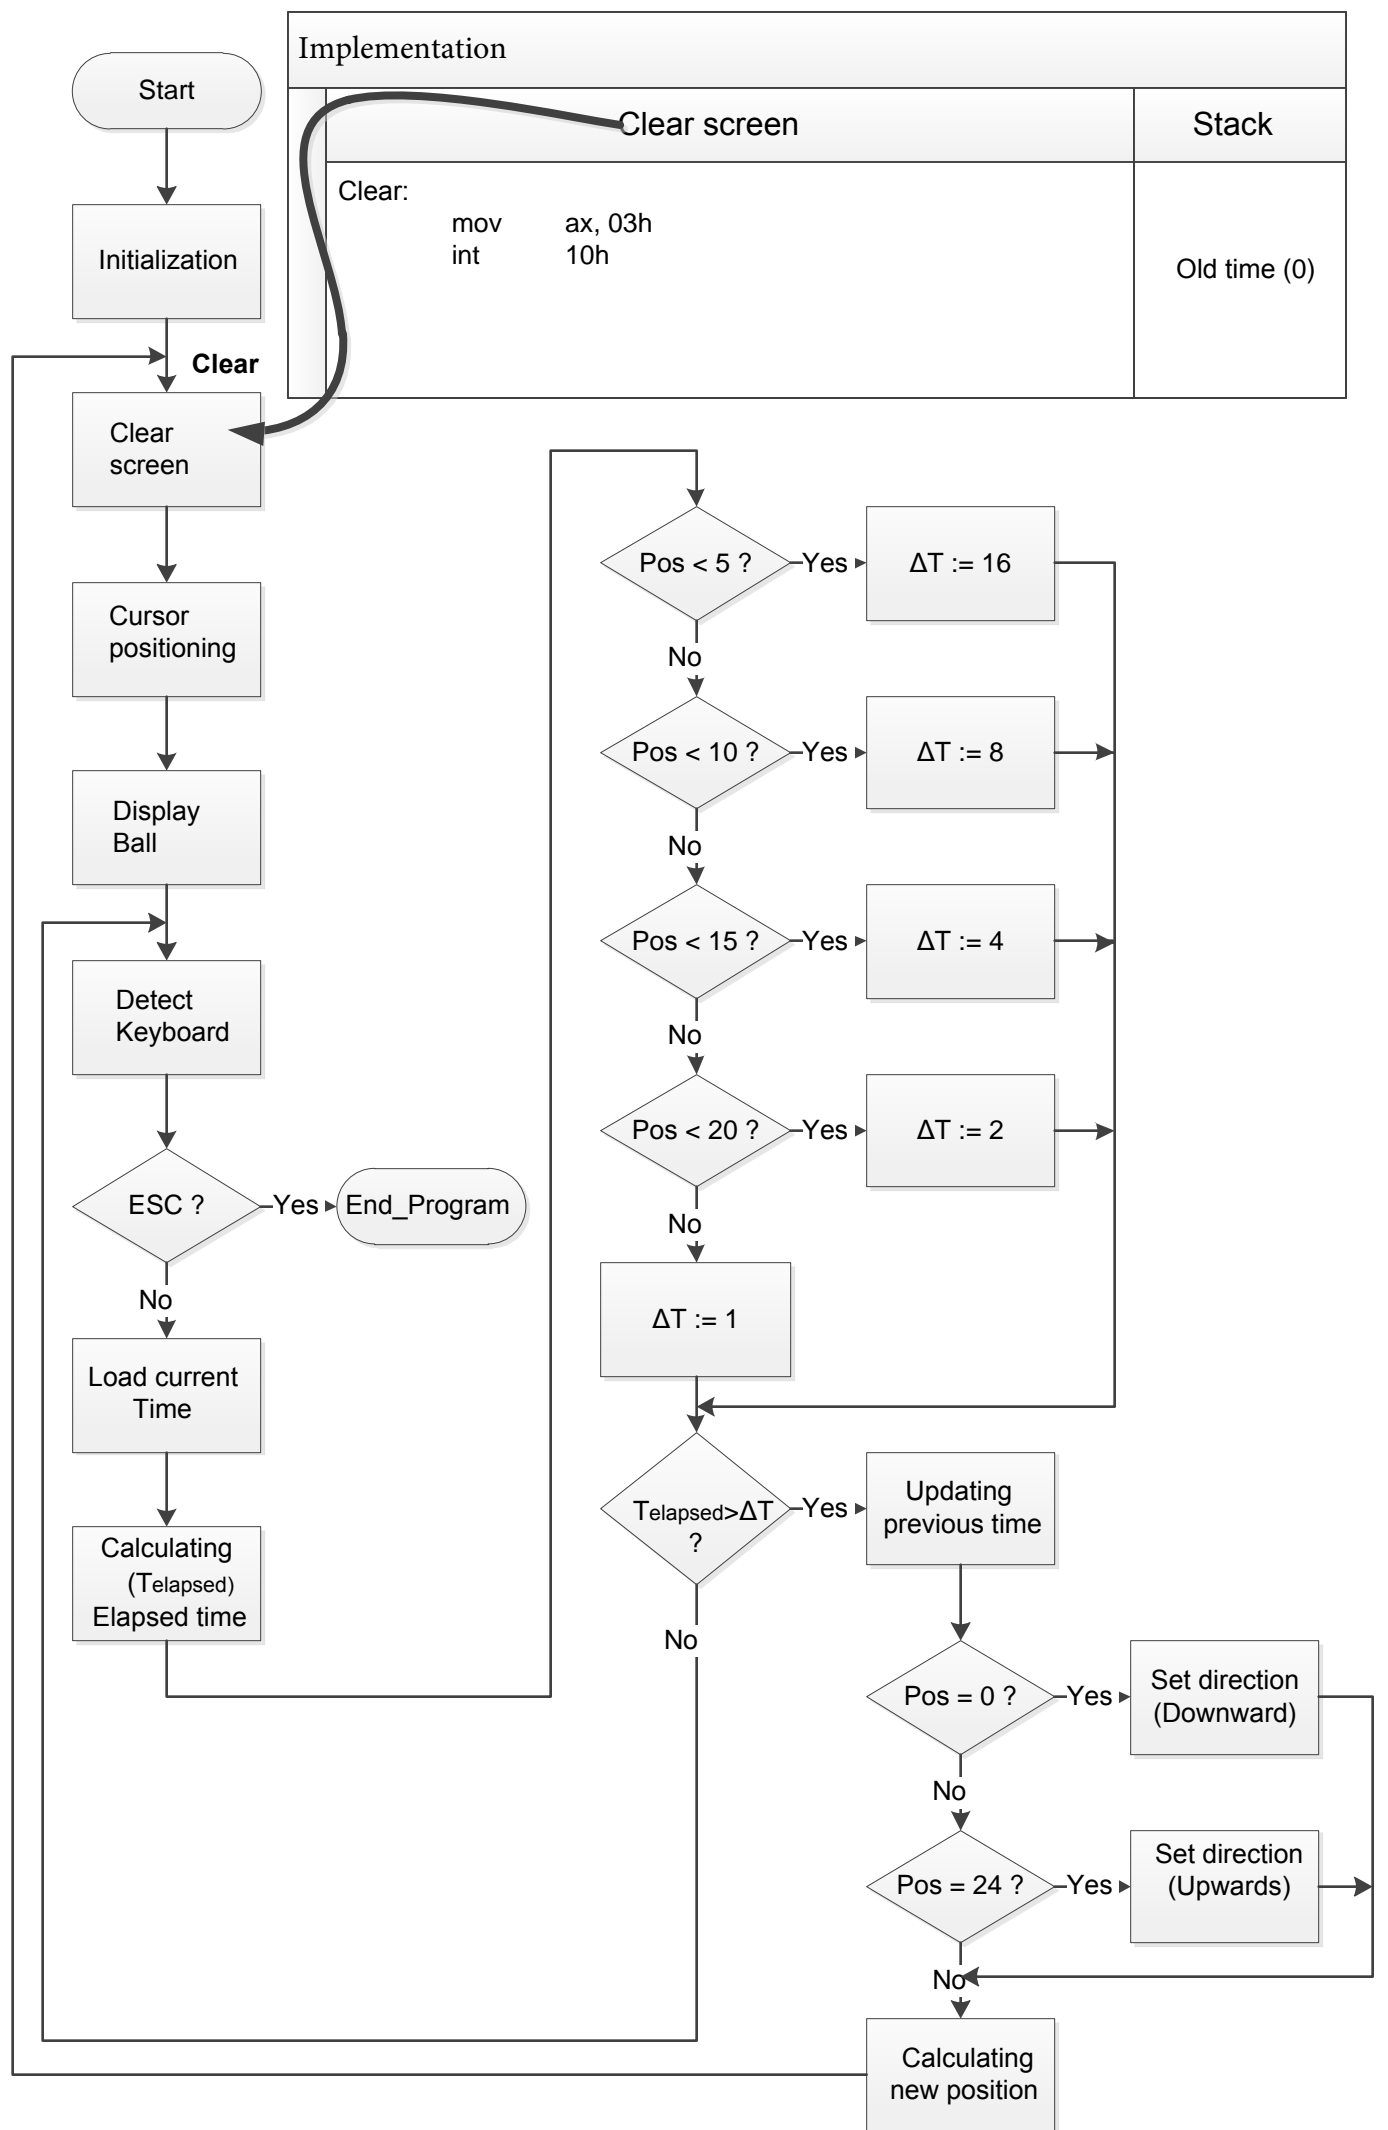 Implementation
Clear screen
Stack
Clear:
mov ax, 03h
int 10h
Old time (0)
Start
Initialization
Clear
Clear
screen
Cursor
positioning
Display
Ball
Detect
Keyboard
ESC ?
Yes
End_Program
No
Load current
Time
Calculating
(Telapsed)
Elapsed time
Pos < 5 ?
Yes
ΔT := 16
No
Pos < 10 ?
Yes
ΔT := 8
No
Pos < 15 ?
Yes
ΔT := 4
No
Pos < 20 ?
Yes
ΔT := 2
No
ΔT := 1
Telapsed>ΔT
?
Yes
No
Updating
previous time
Pos = 0 ?
Yes
Set direction
(Downward)
No
Pos = 24 ?
Yes
Set direction
(Upwards)
No
Calculating
new position